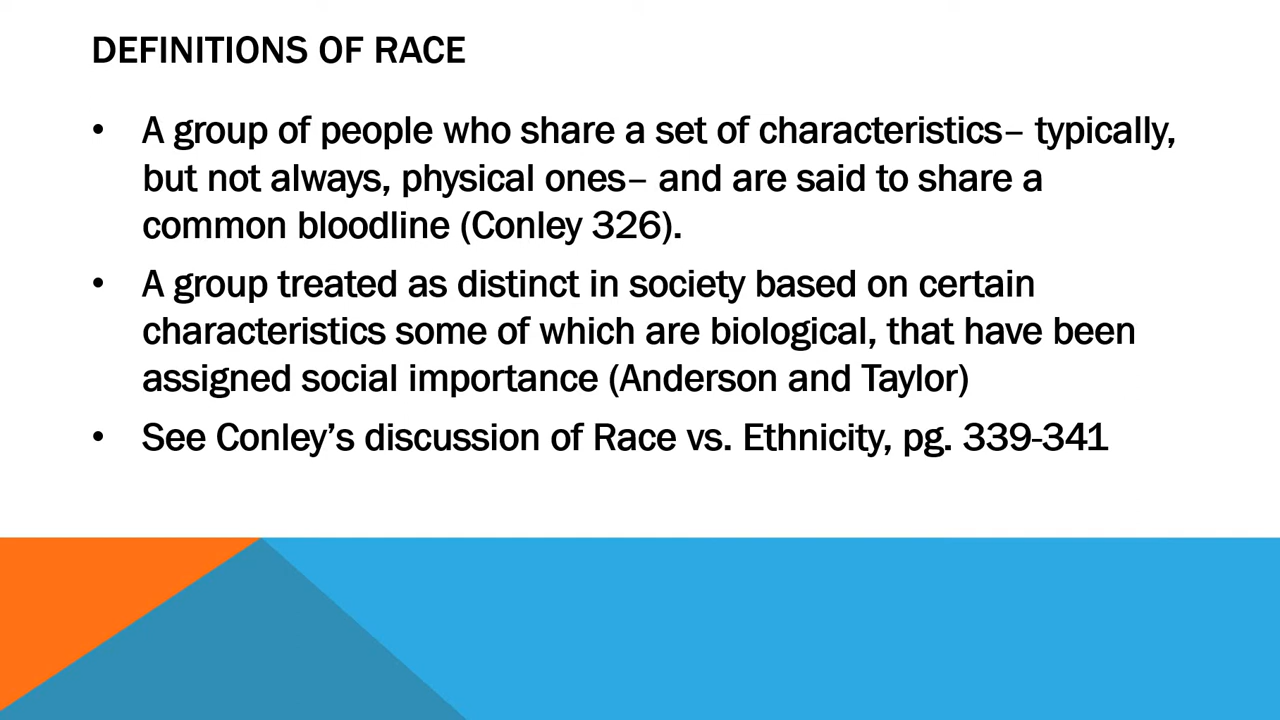 DEFINITIONS OF RACE
• A group of people who share a set of characteristics– typically,
but not always, physical ones– and are said to share a
common bloodline (Conley 326).
• A group treated as distinct in society based on certain
characteristics some of which are biological, that have been
assigned social importance (Anderson and Taylor)
• See Conley’s discussion of Race vs. Ethnicity, pg. 339-341